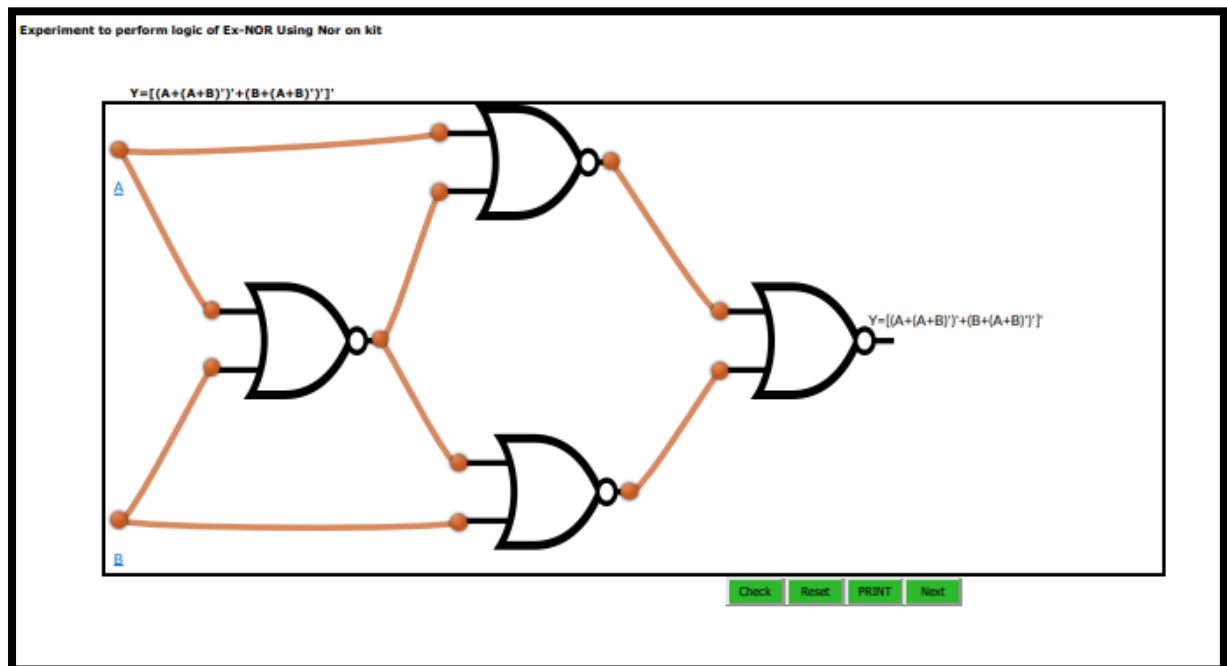 Experiment to perform logic of Ex-NOR Using Nor on kit
Y=[(A+(A+B)')'+(B+(A+B)')']'
A
Y=[(A+(A+B)')'+(B+(A+B)')']'
B
Check Reset PRINT Next